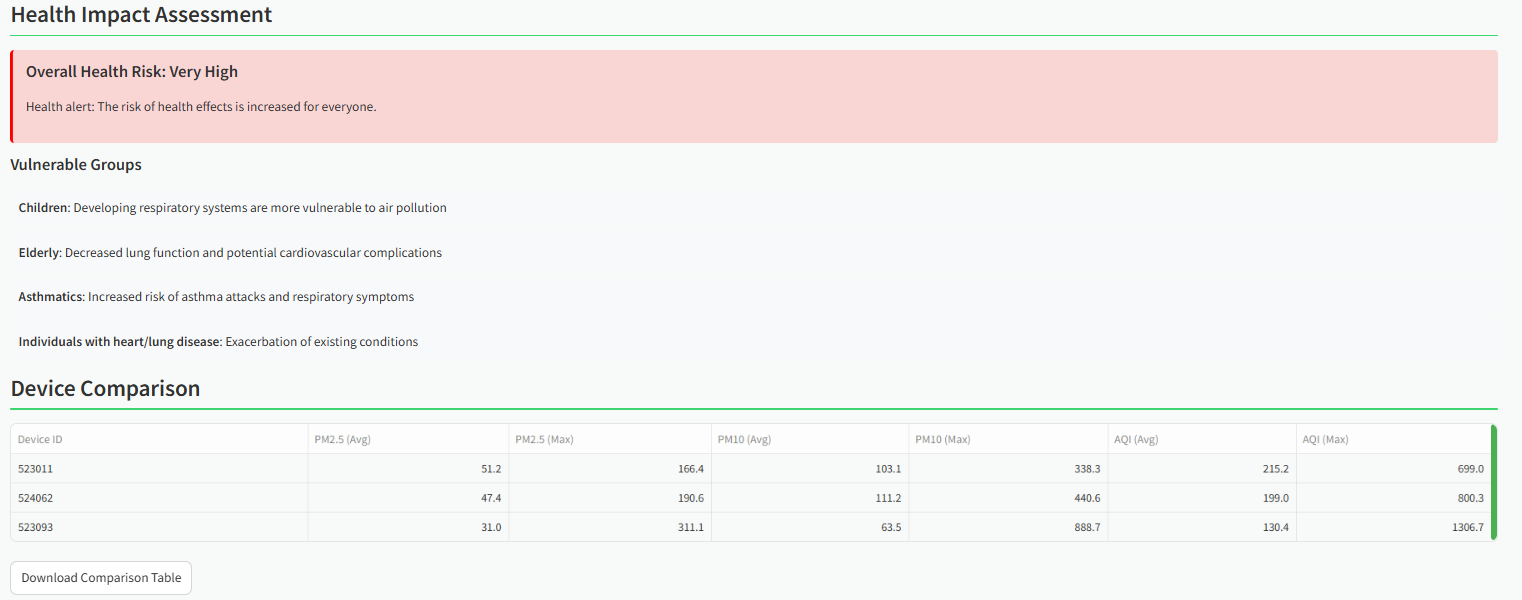 Health Impact Assessment
Overall Health Risk: Very High
Health alert: The risk of health effects is increased for everyone.
Vulnerable Groups
Children: Developing respiratory systems are more vulnerable to air pollution
Elderly: Decreased lung function and potential cardiovascular complications
Asthmatics: Increased risk of asthma attacks and respiratory symptoms
Individuals with heart/lung disease: Exacerbation of existing conditions
Device Comparison
Device ID PM2.5 (Avg) PM2.5 (Max) PM10 (Avg) PM10 (Max) AQI (Avg) AQI (Max)
523011 51.2 166.4 103.1 338.3 215.2 699.0
524062 47.4 190.6 111.2 440.6 199.0 800.3
523093 31.0 311.1 63.5 888.7 130.4 1306.7
Download Comparison Table